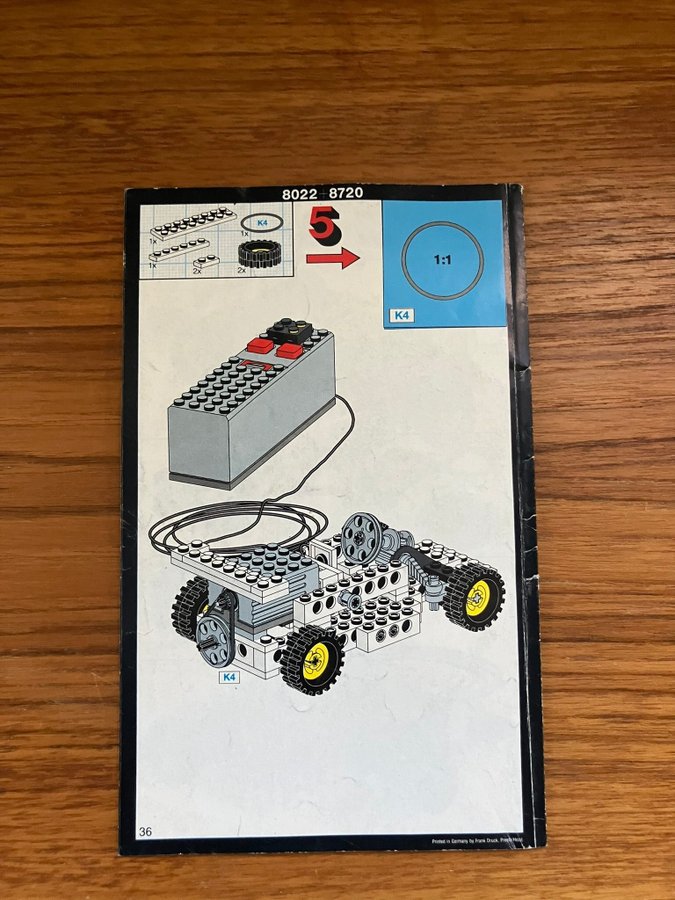 8022 + 8720
K4
1x
1x
1x
2x
2x
5
1:1
K4
K4
36
Printed in Germany by Frank Druck, Preetz/Holst